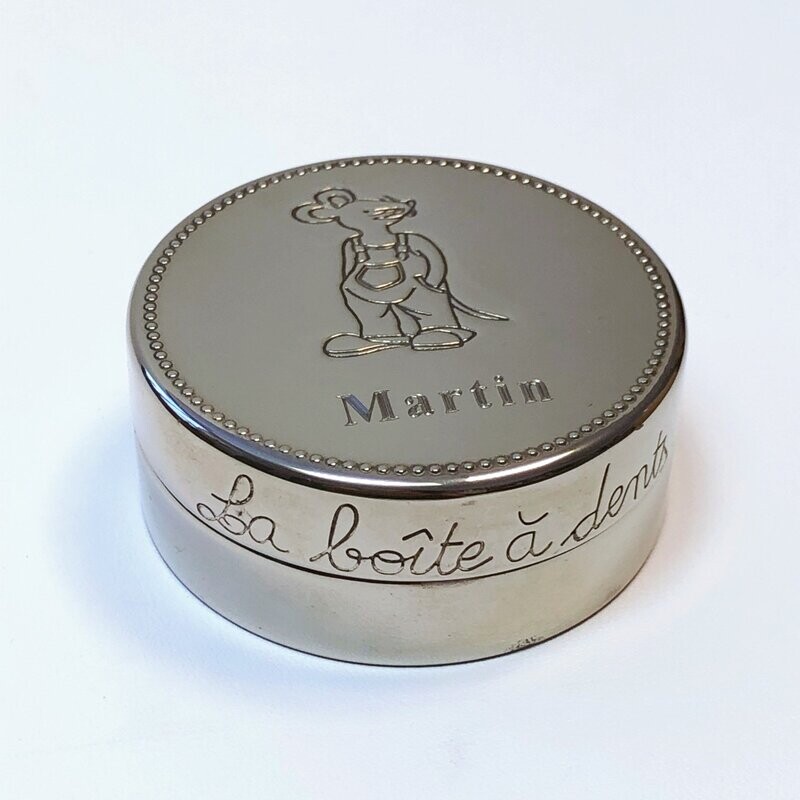 Martin
La boîte à dents